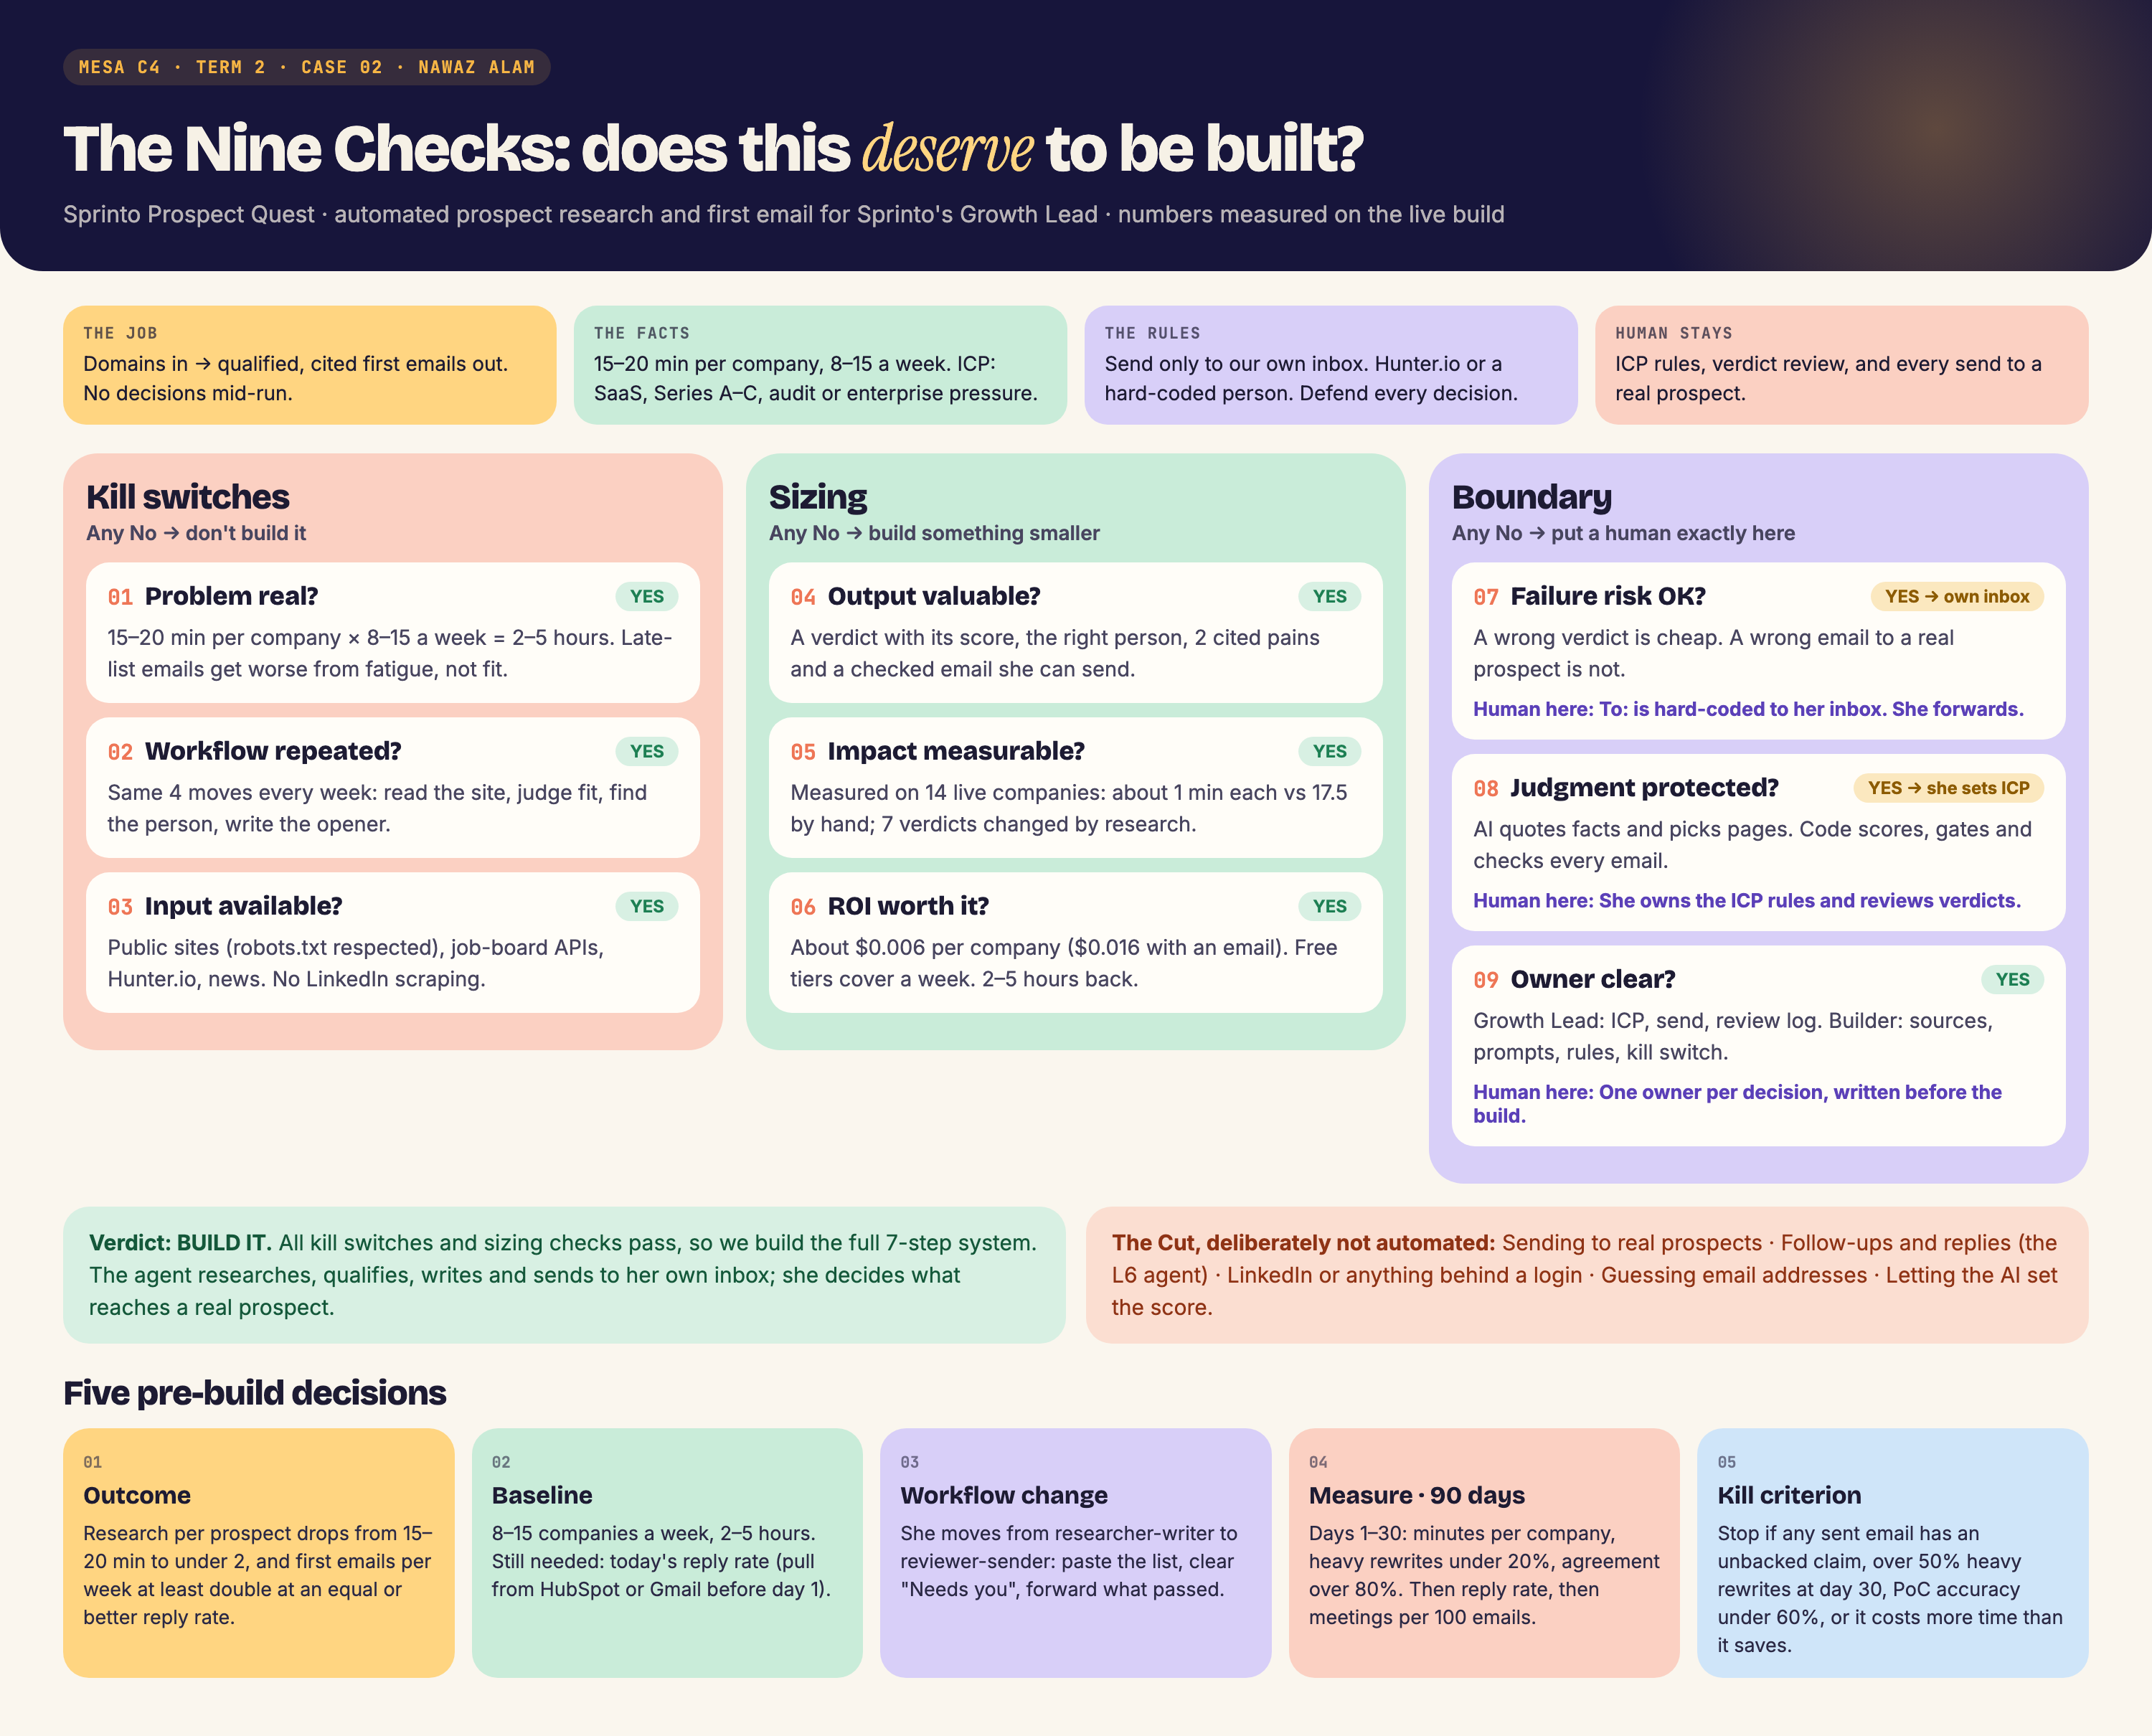 MESA C4 · TERM 2 · CASE 02 · NAWAZ ALAM
The Nine Checks: does this deserve to be built?
Sprinto Prospect Quest · automated prospect research and first email for Sprinto's Growth Lead · numbers measured on the live build
THE JOB
Domains in → qualified, cited first emails out.
No decisions mid-run.
THE FACTS
15–20 min per company, 8–15 a week. ICP:
SaaS, Series A–C, audit or enterprise pressure.
THE RULES
Send only to our own inbox. Hunter.io or a
hard-coded person. Defend every decision.
HUMAN STAYS
ICP rules, verdict review, and every send to a
real prospect.
Kill switches
Any No → don't build it
01 Problem real? YES
15–20 min per company × 8–15 a week = 2–5 hours. Late-
list emails get worse from fatigue, not fit.
02 Workflow repeated? YES
Same 4 moves every week: read the site, judge fit, find
the person, write the opener.
03 Input available? YES
Public sites (robots.txt respected), job-board APIs,
Hunter.io, news. No LinkedIn scraping.
Sizing
Any No → build something smaller
04 Output valuable? YES
A verdict with its score, the right person, 2 cited pains
and a checked email she can send.
05 Impact measurable? YES
Measured on 14 live companies: about 1 min each vs 17.5
by hand; 7 verdicts changed by research.
06 ROI worth it? YES
About $0.006 per company ($0.016 with an email). Free
tiers cover a week. 2–5 hours back.
Boundary
Any No → put a human exactly here
07 Failure risk OK? YES → own inbox
A wrong verdict is cheap. A wrong email to a real
prospect is not.
Human here: To: is hard-coded to her inbox. She forwards.
08 Judgment protected? YES → she sets ICP
AI quotes facts and picks pages. Code scores, gates and
checks every email.
Human here: She owns the ICP rules and reviews verdicts.
09 Owner clear? YES
Growth Lead: ICP, send, review log. Builder: sources,
prompts, rules, kill switch.
Human here: One owner per decision, written before the
build.
Verdict: BUILD IT. All kill switches and sizing checks pass, so we build the full 7-step system.
The agent researches, qualifies, writes and sends to her own inbox; she decides what
reaches a real prospect.
The Cut, deliberately not automated: Sending to real prospects · Follow-ups and replies (the
L6 agent) · LinkedIn or anything behind a login · Guessing email addresses · Letting the AI set
the score.
Five pre-build decisions
01
Outcome
Research per prospect drops from 15–
20 min to under 2, and first emails per
week at least double at an equal or
better reply rate.
02
Baseline
8–15 companies a week, 2–5 hours.
Still needed: today's reply rate (pull
from HubSpot or Gmail before day 1).
03
Workflow change
She moves from researcher-writer to
reviewer-sender: paste the list, clear
"Needs you", forward what passed.
04
Measure · 90 days
Days 1–30: minutes per company,
heavy rewrites under 20%, agreement
over 80%. Then reply rate, then
meetings per 100 emails.
05
Kill criterion
Stop if any sent email has an
unbacked claim, over 50% heavy
rewrites at day 30, PoC accuracy
under 60%, or it costs more time than
it saves.